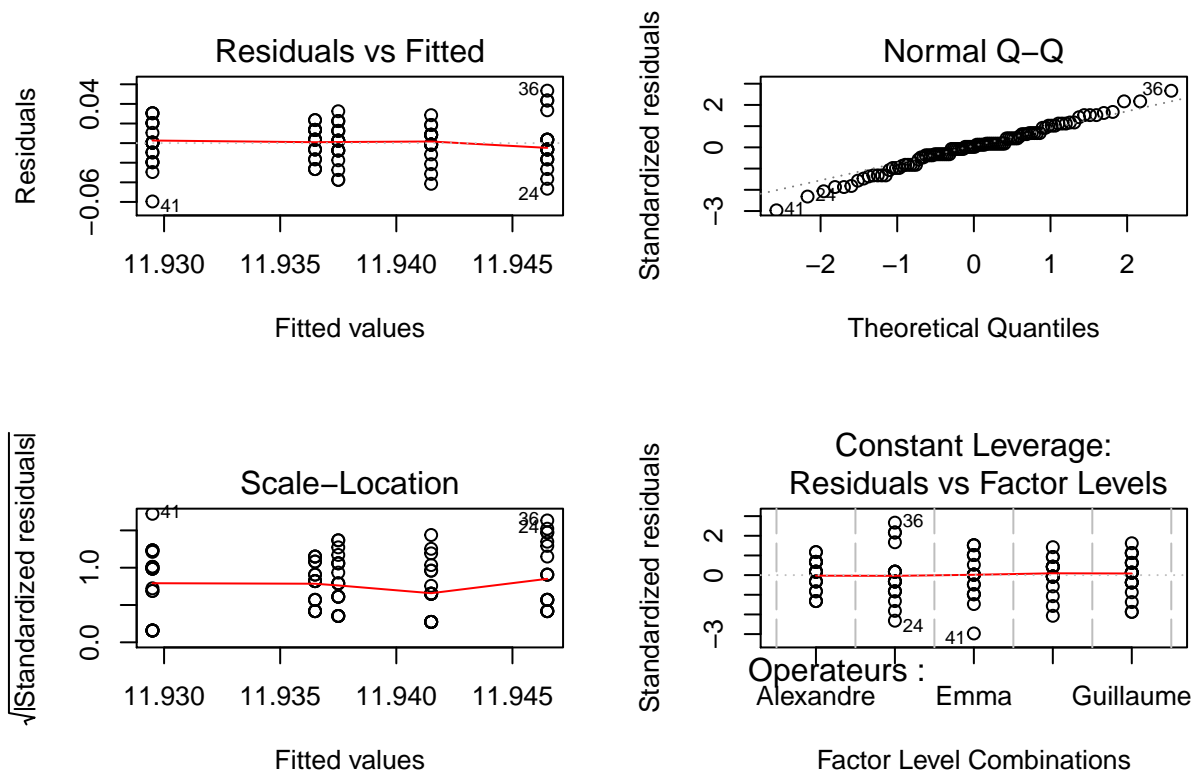 Residuals vs Fitted
Residuals
0.04
−0.06
36
24
41
11.930 11.935 11.940 11.945
Fitted values
Normal Q−Q
Standardized residuals
2
0
−3
36
41
24
−2 −1 0 1 2
Theoretical Quantiles
Scale−Location
√|Standardized residuals|
1.0
0.0
41
36
24
11.930 11.935 11.940 11.945
Fitted values
Constant Leverage:
Residuals vs Factor Levels
Standardized residuals
2
0
−3
36
24
41
Operateurs :
Alexandre Emma Guillaume
Factor Level Combinations